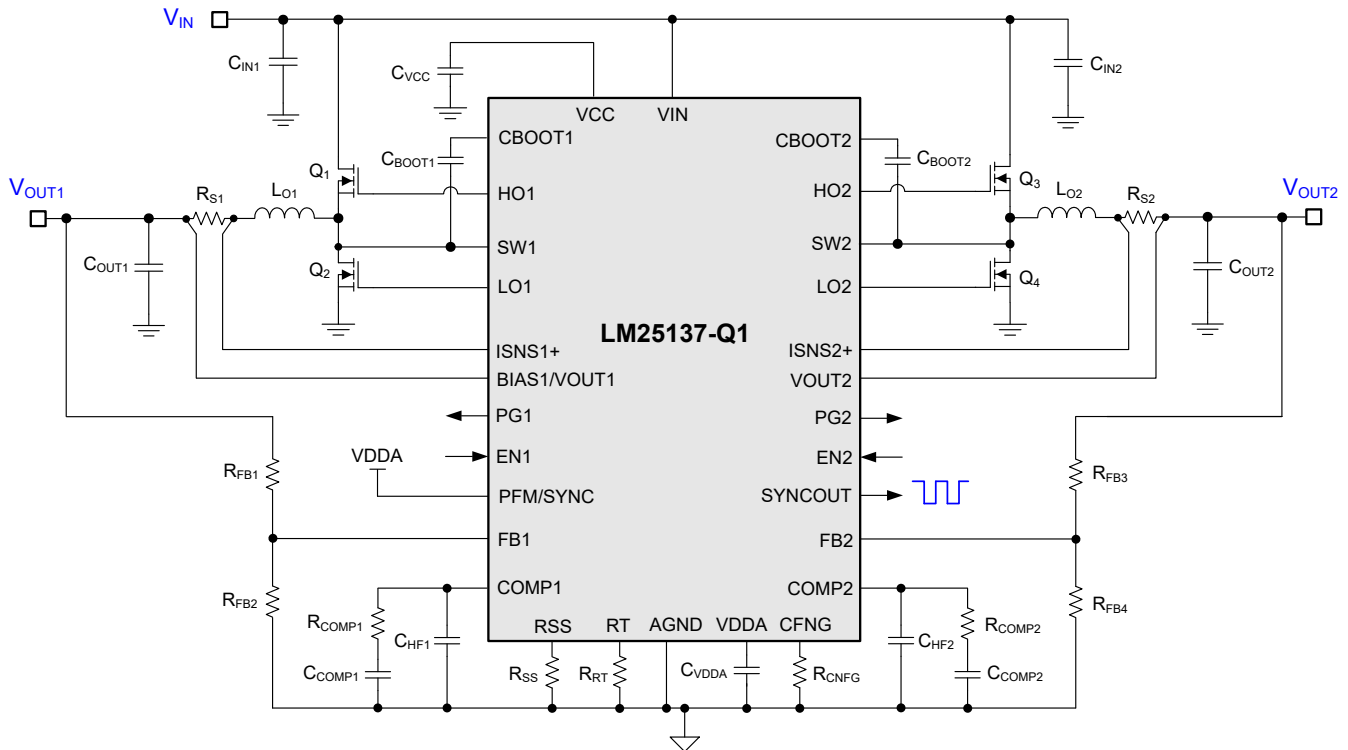 VIN
CIN1
CVCC
CIN2
VCC
VIN
CBOOT1
CBOOT2
CBOOT1
CBOOT2
Q1
Q3
HO1
HO2
VOUT1
RS1
LO1
LO2
RS2
VOUT2
SW1
SW2
COUT1
Q2
Q4
COUT2
LO1
LO2
LM25137-Q1
ISNS1+
ISNS2+
BIAS1/VOUT1
VOUT2
PG1
PG2
VDDA
EN1
EN2
RFB1
RFB3
PFM/SYNC
SYNCOUT
FB1
FB2
COMP1
COMP2
RFB2
RFB4
RCOMP1
CHF1
RSS
RT
AGND
VDDA
CFNG
CHF2
RCOMP2
CCOMP1
RSS
RRT
CVDDA
RCNFG
CCOMP2